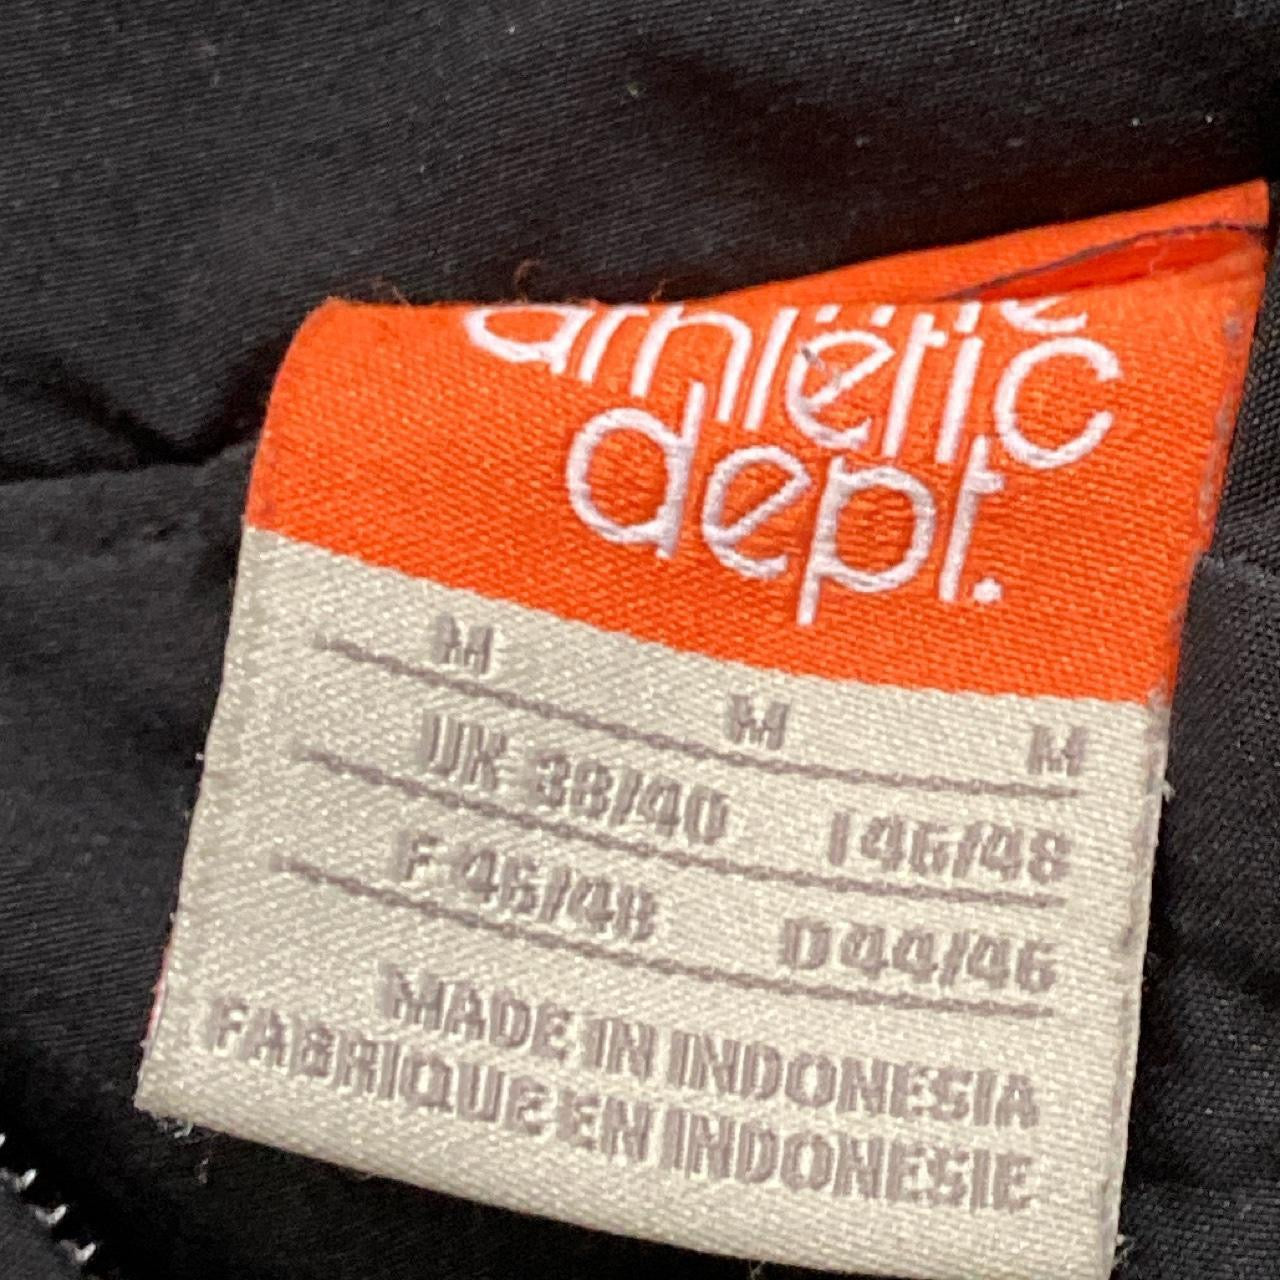 athletic
dept.
M M M
UK 38/40 I 46/48
F 46/48 D 44/46
MADE IN INDONESIA
FABRIQUE EN INDONESIE